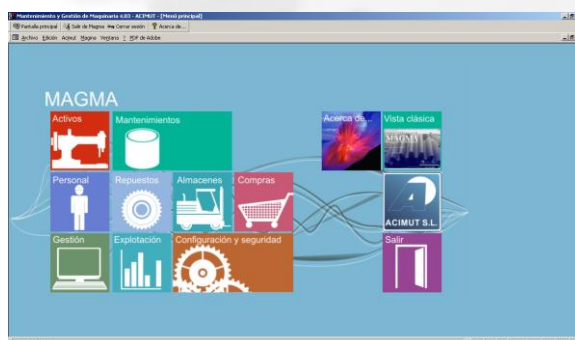 Mantenimiento y Gestión de Maquinaria 4.83 - ACIMUT - [Menú principal]
Pantalla principal Salir de Magma Cerrar sesión Acerca de...
Archivo Edición Acimut Magma Ventana ? PDF de Adobe
MAGMA
Activos Mantenimientos Acerca de... Vista clásica
MAGMA
Personal Repuestos Almacenes Compras
ACIMUT S.L.
Gestión Explotación Configuración y seguridad Salir